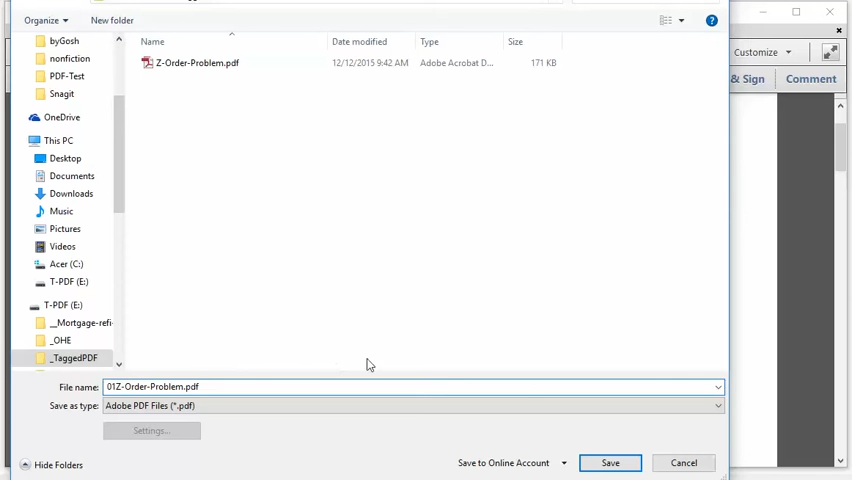 Organize New folder
Customize
& Sign Comment
Name Date modified Type Size
Z-Order-Problem.pdf 12/12/2015 9:42 AM Adobe Acrobat D... 171 KB
byGosh
nonfiction
PDF-Test
Snagit
OneDrive
This PC
Desktop
Documents
Downloads
Music
Pictures
Videos
Acer (C:)
T-PDF (E:)
T-PDF (E:)
__Mortgage-refi
_OHE
_TaggedPDF
File name: 01Z-Order-Problem.pdf
Save as type: Adobe PDF Files (*.pdf)
Settings...
Hide Folders Save to Online Account Save Cancel